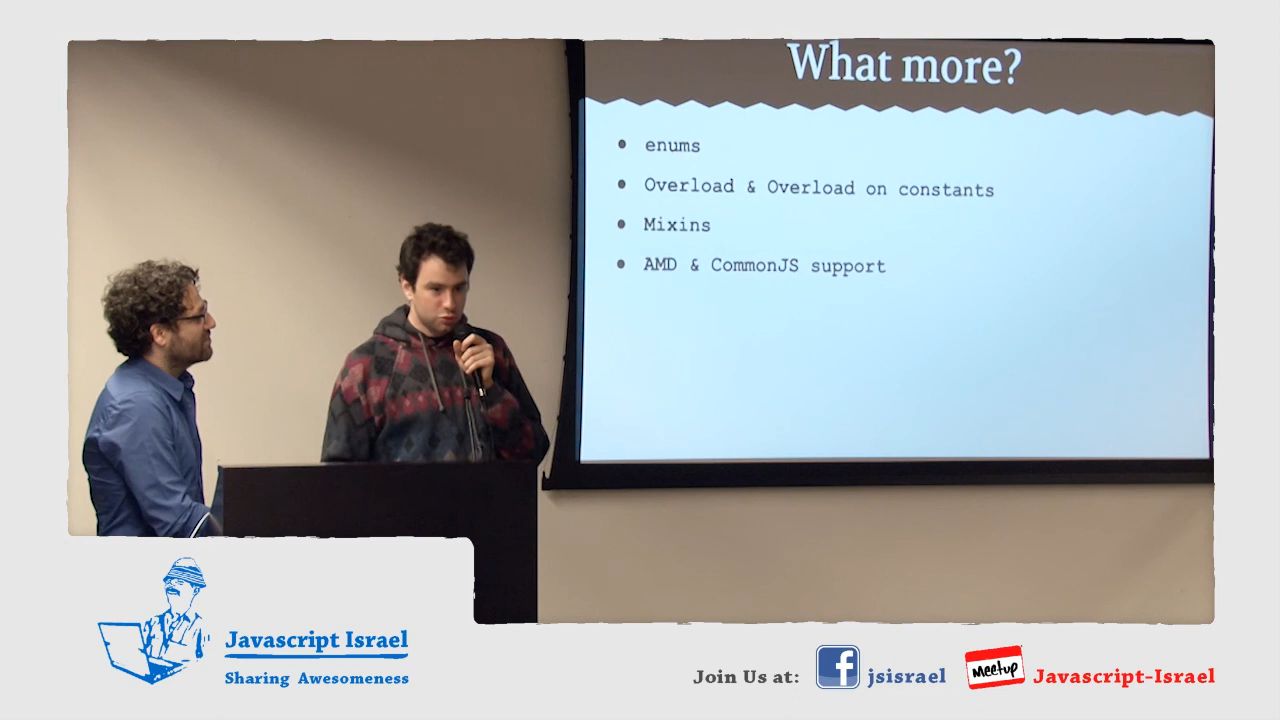 What more?
enums
Overload & Overload on constants
Mixins
AMD & CommonJS support
Javascript Israel
Sharing Awesomeness
Join Us at:
f
jsisrael
Meetup
Javascript-Israel